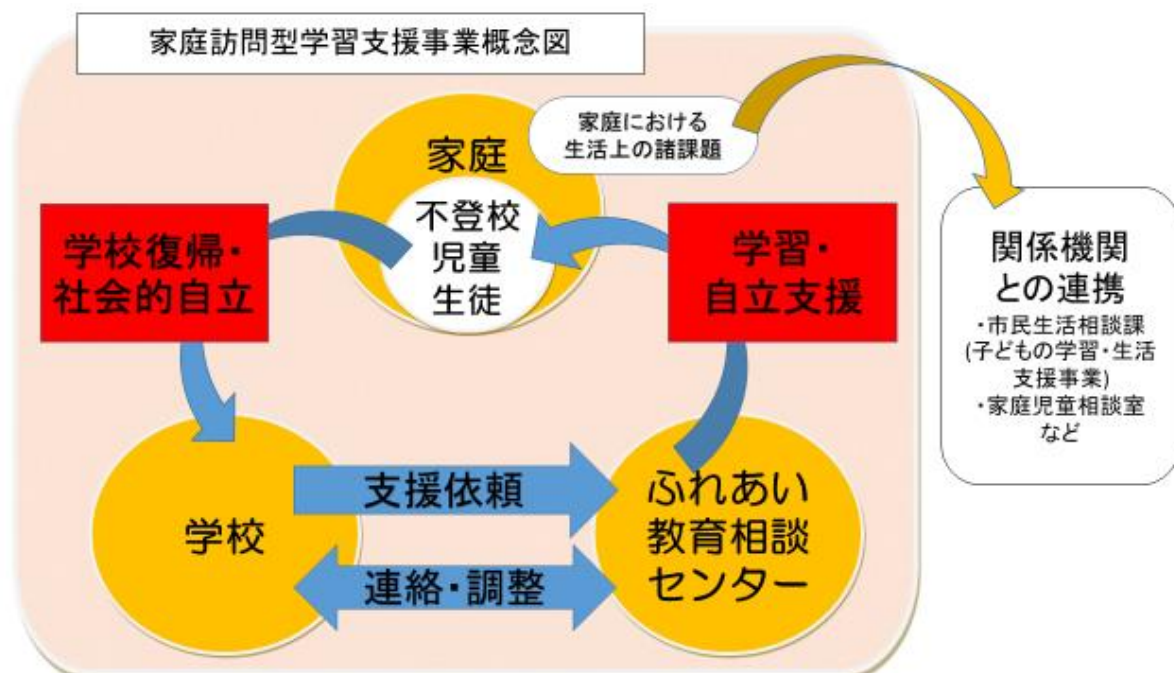 家庭訪問型学習支援事業概念図
家庭における
生活上の諸課題
家庭
不登校
児童
生徒
学校復帰・
社会的自立
学習・
自立支援
関係機関
との連携
・市民生活相談課
(子どもの学習・生活
支援事業)
・家庭児童相談室
など
学校
支援依頼
連絡・調整
ふれあい
教育相談
センター